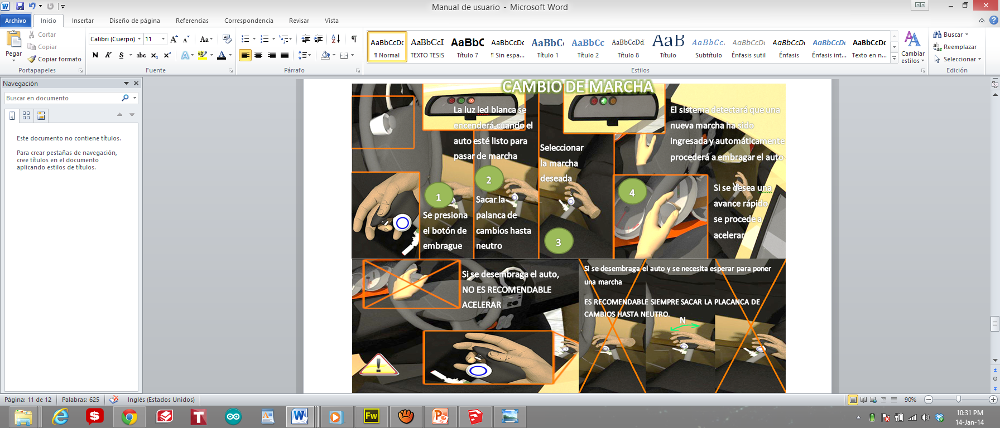 Manual de usuario - Microsoft Word
Archivo
Inicio
Insertar
Diseño de página
Referencias
Correspondencia
Revisar
Vista
Pegar
Cortar
Copiar
Copiar formato
Portapapeles
Calibri (Cuerpo)
11
Aa
N K S abc x₂ x²
Fuente
Párrafo
AaBbCcDc
¶ Normal
AaBbCcI
TEXTO TESIS
AaBbC
Título 7
AaBbCcDc
¶ Sin espa...
AaBbC
Título 1
AaBbCc
Título 2
AaBbCcDd
Título 8
AaB
Título
AaBbCc.
Subtítulo
AaBbCcDc
Énfasis sutil
AaBbCcDc
Énfasis
AaBbCcDc
Énfasis int...
AaBbCcDc
Texto en n...
Cambiar
estilos
Estilos
Buscar
Reemplazar
Seleccionar
Edición
Navegación
Buscar en documento
Este documento no contiene títulos.
Para crear pestañas de navegación,
cree títulos en el documento
aplicando estilos de títulos.
CAMBIO DE MARCHA
La luz led blanca se
encenderá cuando el
auto esté listo para
pasar de marcha
El sistema detectará que una
nueva marcha ha sido
ingresada y automáticamente
procederá a embragar el auto
1
Se presiona
el botón de
embrague
2
Sacar la
palanca de
cambios hasta
neutro
Seleccionar
la marcha
deseada
3
4
Si se desea una
avance rápido
se procede a
acelerar
Si se desembraga el auto,
NO ES RECOMENDABLE
ACELERAR
Si se desembraga el auto y se necesita esperar para poner
una marcha
ES RECOMENDABLE SIEMPRE SACAR LA PLACANCA DE
CAMBIOS HASTA NEUTRO.
N
Página: 11 de 12
Palabras: 625
Inglés (Estados Unidos)
90%
10:31 PM
14-Jan-14